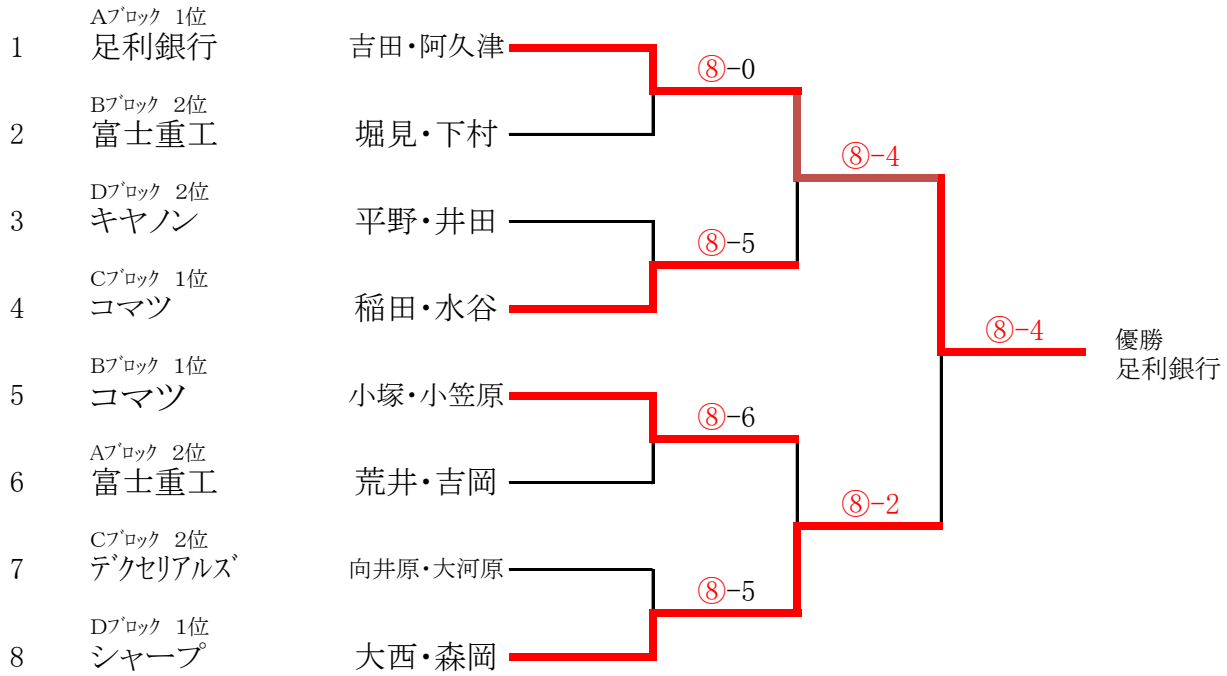 Aブロック 1位
1 足利銀行 吉田・阿久津
⑧-0
Bブロック 2位
2 富士重工 堀見・下村
⑧-4
Dブロック 2位
3 キヤノン 平野・井田
⑧-5
Cブロック 1位
4 コマツ 稲田・水谷
⑧-4
優勝
足利銀行
Bブロック 1位
5 コマツ 小塚・小笠原
⑧-6
Aブロック 2位
6 富士重工 荒井・吉岡
⑧-2
Cブロック 2位
7 デクセリアルズ 向井原・大河原
⑧-5
Dブロック 1位
8 シャープ 大西・森岡